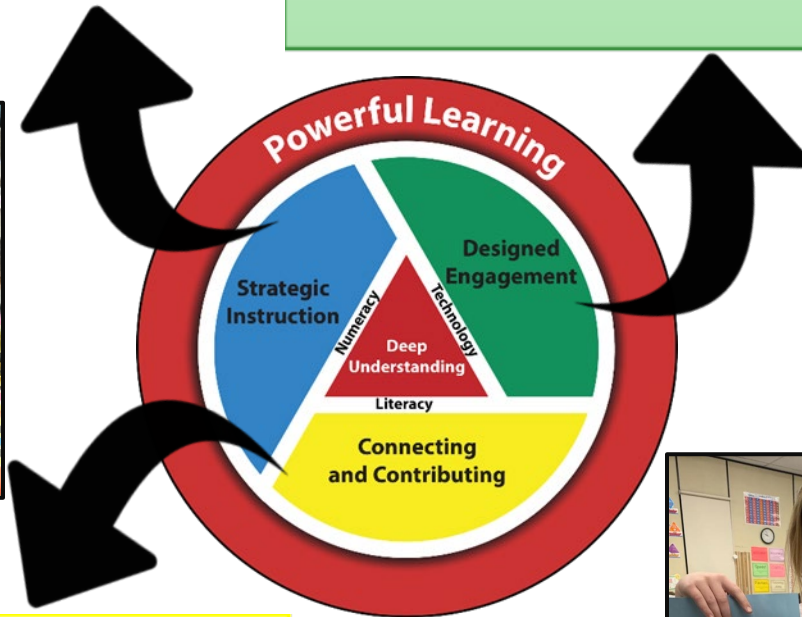 Powerful Learning
Designed
Engagement
Strategic
Instruction
Numeracy
Technology
Deep
Understanding
Literacy
Connecting
and Contributing